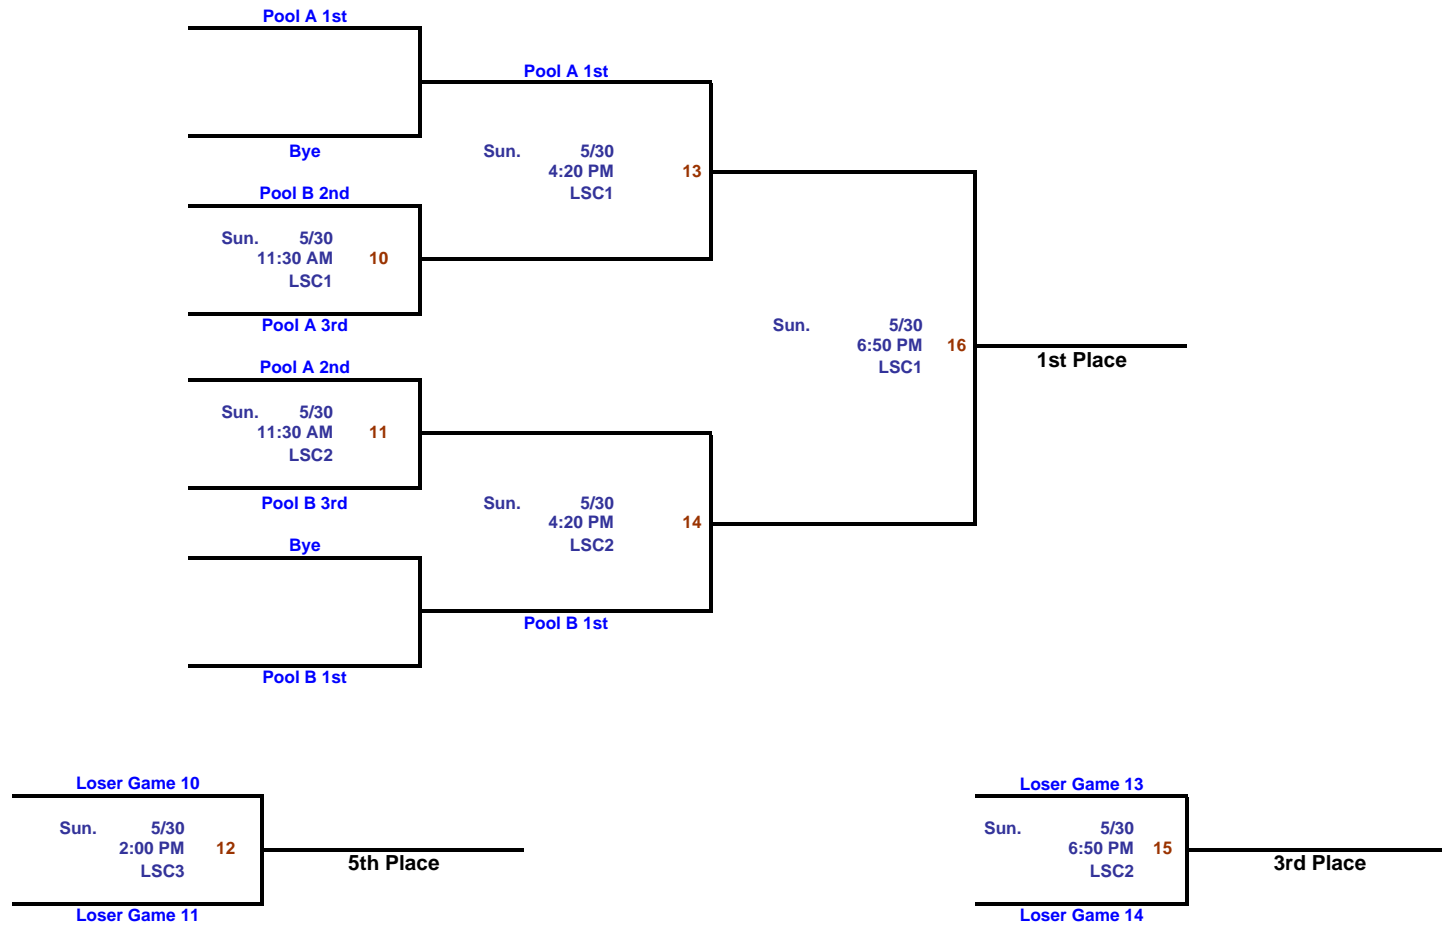 Pool A 1st
Pool A 1st
Bye
Sun. 5/30
4:20 PM 13
LSC1
Pool B 2nd
Sun. 5/30
11:30 AM 10
LSC1
Pool A 3rd
Sun. 5/30
6:50 PM 16
LSC1
1st Place
Pool A 2nd
Sun. 5/30
11:30 AM 11
LSC2
Pool B 3rd
Sun. 5/30
4:20 PM 14
LSC2
Bye
Pool B 1st
Pool B 1st
Loser Game 10
Sun. 5/30
2:00 PM 12
LSC3
5th Place
Loser Game 11
Loser Game 13
Sun. 5/30
6:50 PM 15
LSC2
3rd Place
Loser Game 14